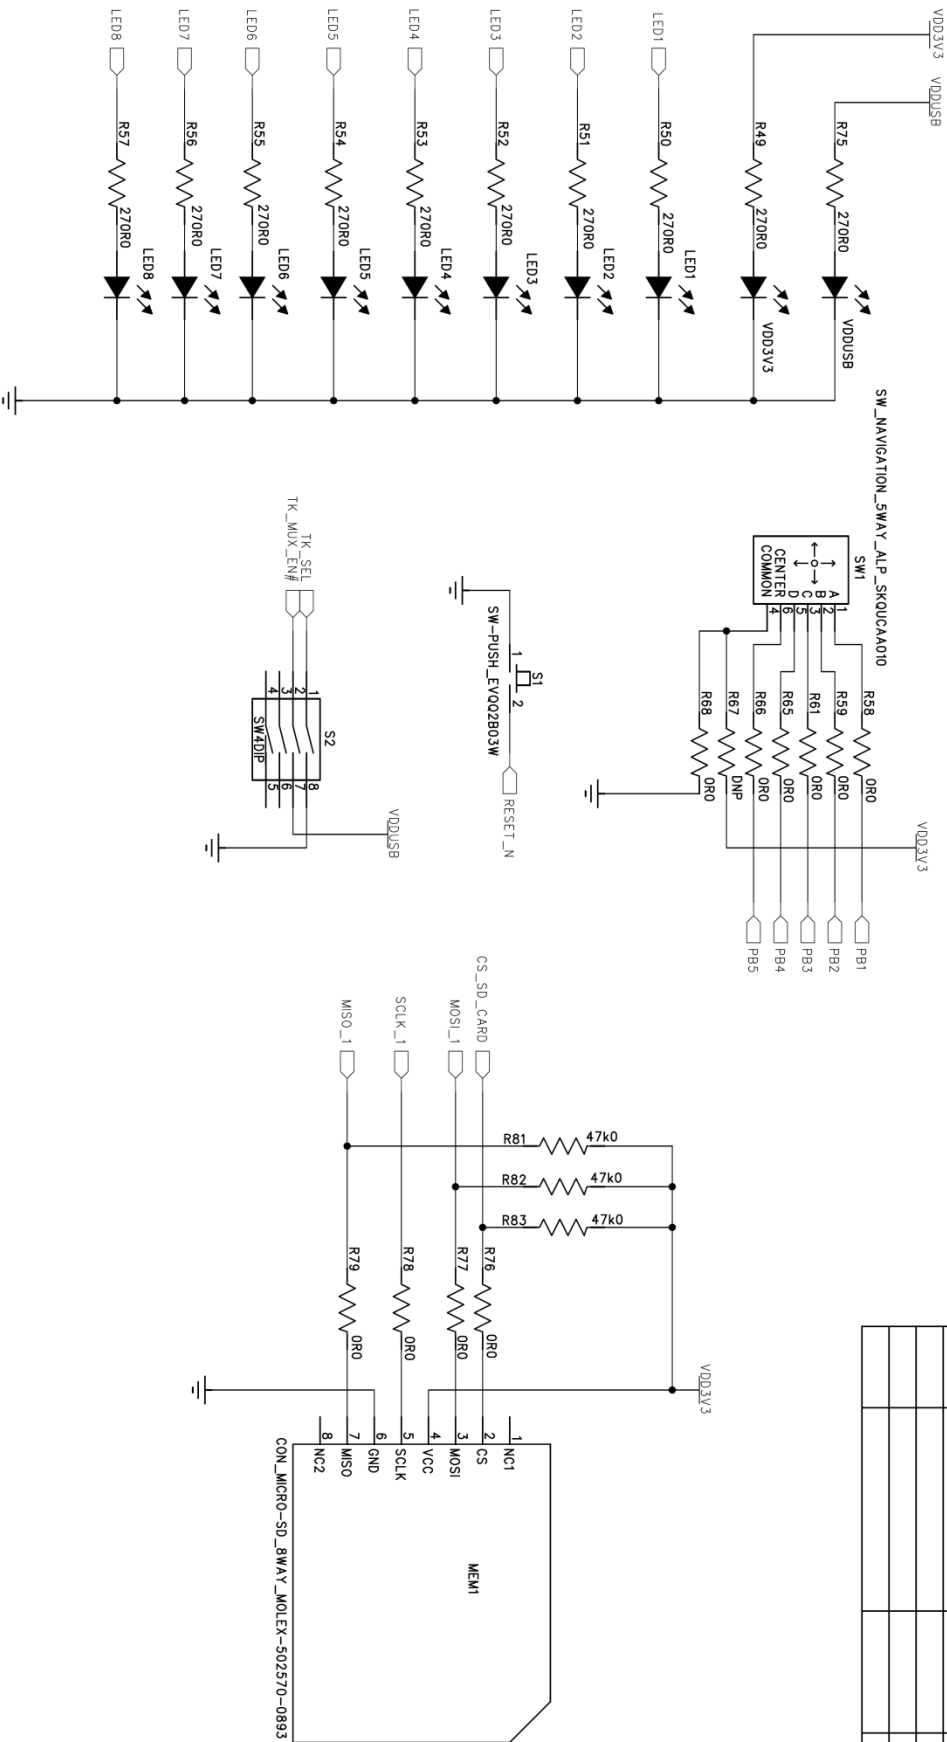 VDD3V3
VDDUSB
R75 270R0 VDDUSB
R49 270R0 VDD3V3
LED1 R50 270R0 LED1
LED2 R51 270R0 LED2
LED3 R52 270R0 LED3
LED4 R53 270R0 LED4
LED5 R54 270R0 LED5
LED6 R55 270R0 LED6
LED7 R56 270R0 LED7
LED8 R57 270R0 LED8
SW_NAVIGATION_5WAY_ALP_SKQUCAA010
SW1
A 1
B 2
C 3
D 5
CENTER 6
COMMON 4
R58 0R0 PB1
R59 0R0 PB2
R61 0R0 PB3
R65 0R0 PB4
R66 0R0 PB5
R67 DNP
R68 0R0
VDD3V3
S1
1 2
RESET_N
SW-PUSH_EVQQ2B03W
TK_SEL
TK_MUX_EN#
S2
1 8
2 7
3 6
4 5
SW4DIP
VDDUSB
VDD3V3
R81 47k0
R82 47k0
R83 47k0
CS_SD_CARD R76 0R0
MOSI_1 R77 0R0
SCLK_1 R78 0R0
MISO_1 R79 0R0
MEM1
1 NC1
2 CS
3 MOSI
4 VCC
5 SCLK
6 GND
7 MISO
8 NC2
CON_MICRO-SD_8WAY_MOLEX-502570-0893